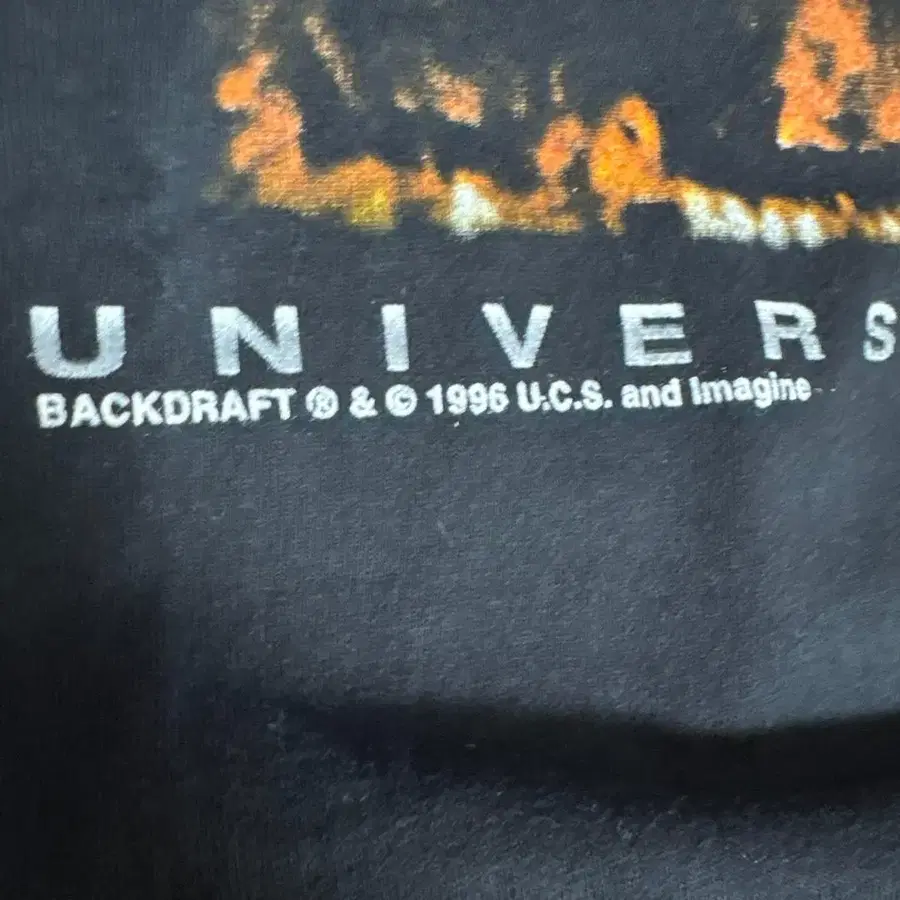 U N I V E R S
BACKDRAFT ® & © 1996 U.C.S. and Imagine